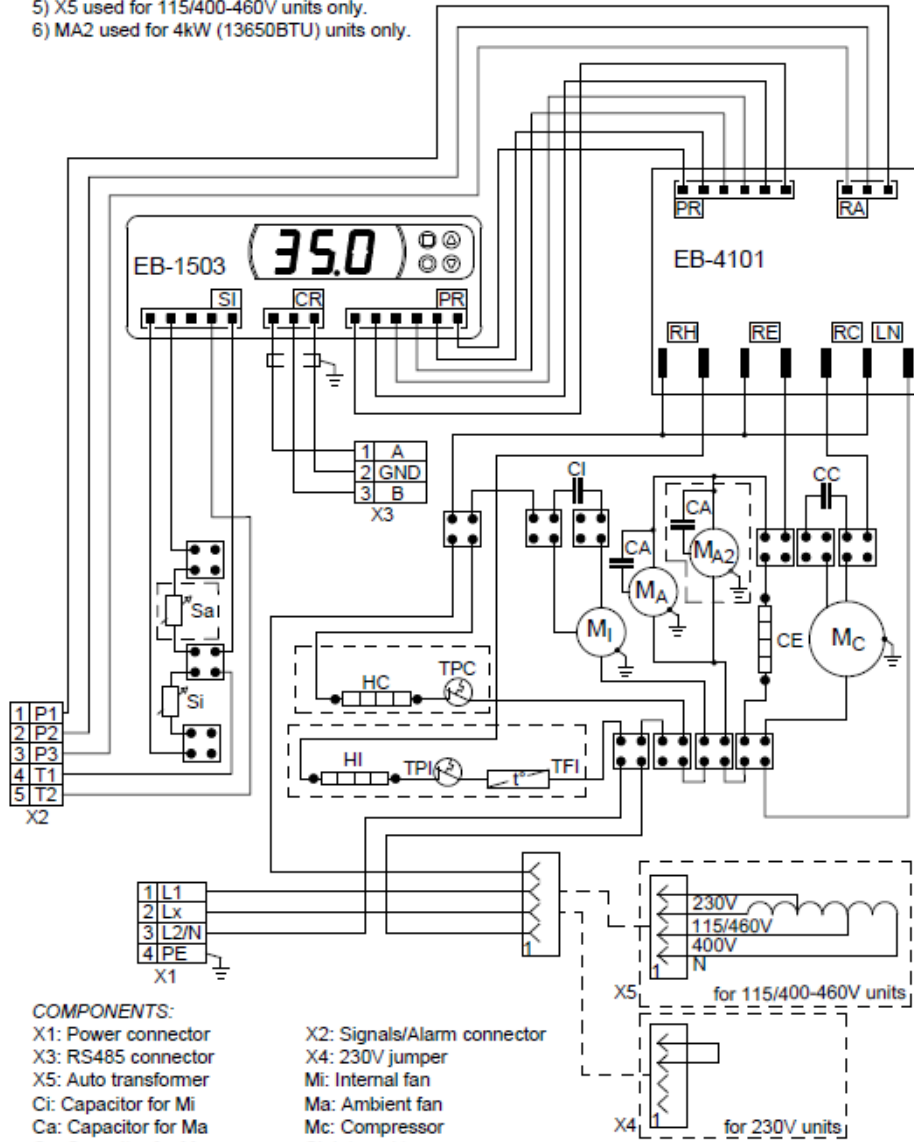 5) X5 used for 115/400-460V units only.
6) MA2 used for 4kW (13650BTU) units only.
PR
RA
EB-4101
EB-1503
35.0
SI
CR
PR
RH
RE
RC
LN
1 A
2 GND
3 B
X3
CI
CA
CA
CC
MA2
MA
MI
CE
MC
Sa
Si
HC
TPC
HI
TPI
t°
TFI
1 P1
2 P2
3 P3
4 T1
5 T2
X2
1 L1
2 Lx
3 L2/N
4 PE
X1
1
230V
115/460V
400V
N
1
X5
for 115/400-460V units
X4
1
for 230V units
COMPONENTS:
X1: Power connector
X2: Signals/Alarm connector
X3: RS485 connector
X4: 230V jumper
X5: Auto transformer
Mi: Internal fan
Ci: Capacitor for Mi
Ma: Ambient fan
Ca: Capacitor for Ma
Mc: Compressor